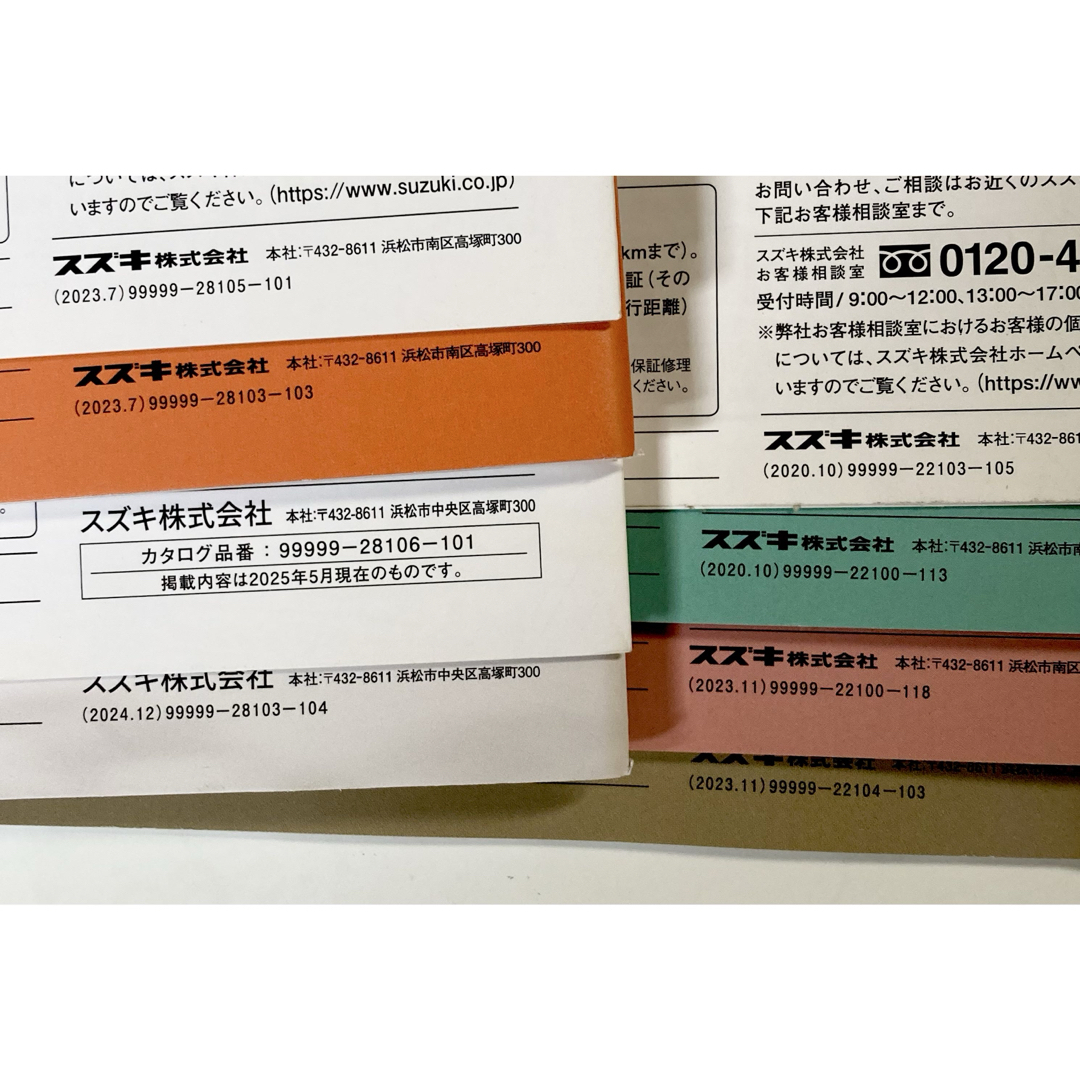 については、スズキ
いますのでご覧ください。(https://www.suzuki.co.jp)
スズキ株式会社 本社:〒432-8611 浜松市南区高塚町300
(2023.7)99999-28105-101
スズキ株式会社 本社:〒432-8611 浜松市南区高塚町300
(2023.7)99999-28103-103
スズキ株式会社 本社:〒432-8611 浜松市中央区高塚町300
カタログ品番:99999-28106-101
掲載内容は2025年5月現在のものです。
スズキ株式会社 本社:〒432-8611 浜松市中央区高塚町300
(2024.12)99999-28103-104
kmまで)。
証(その
行距離)
保証修理
ください。
お問い合わせ、ご相談はお近くのスズ
下記お客様相談室まで。
スズキ株式会社
お客様相談室 0120-4
受付時間/9:00〜12:00、13:00〜17:00
※弊社お客様相談室におけるお客様の個
については、スズキ株式会社ホームペ
いますのでご覧ください。(https://ww
スズキ株式会社 本社:〒432-861
(2020.10)99999-22103-105
スズキ株式会社 本社:〒432-8611 浜松市南
(2020.10)99999-22100-113
スズキ株式会社 本社:〒432-8611 浜松市南区
(2023.11)99999-22100-118
スズキ株式会社 本社:〒432-8611 浜松市南区
(2023.11)99999-22104-103